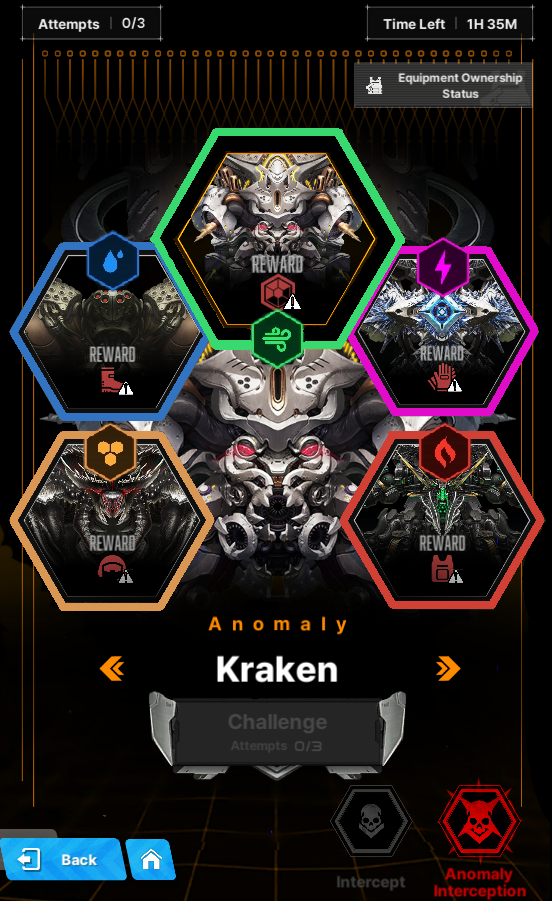 Attempts | 0/3
Time Left | 1H 35M
Equipment Ownership
Status
REWARD
REWARD
REWARD
REWARD
REWARD
Anomaly
Kraken
Challenge
Attempts 0/3
Back
Intercept
Anomaly
Interception